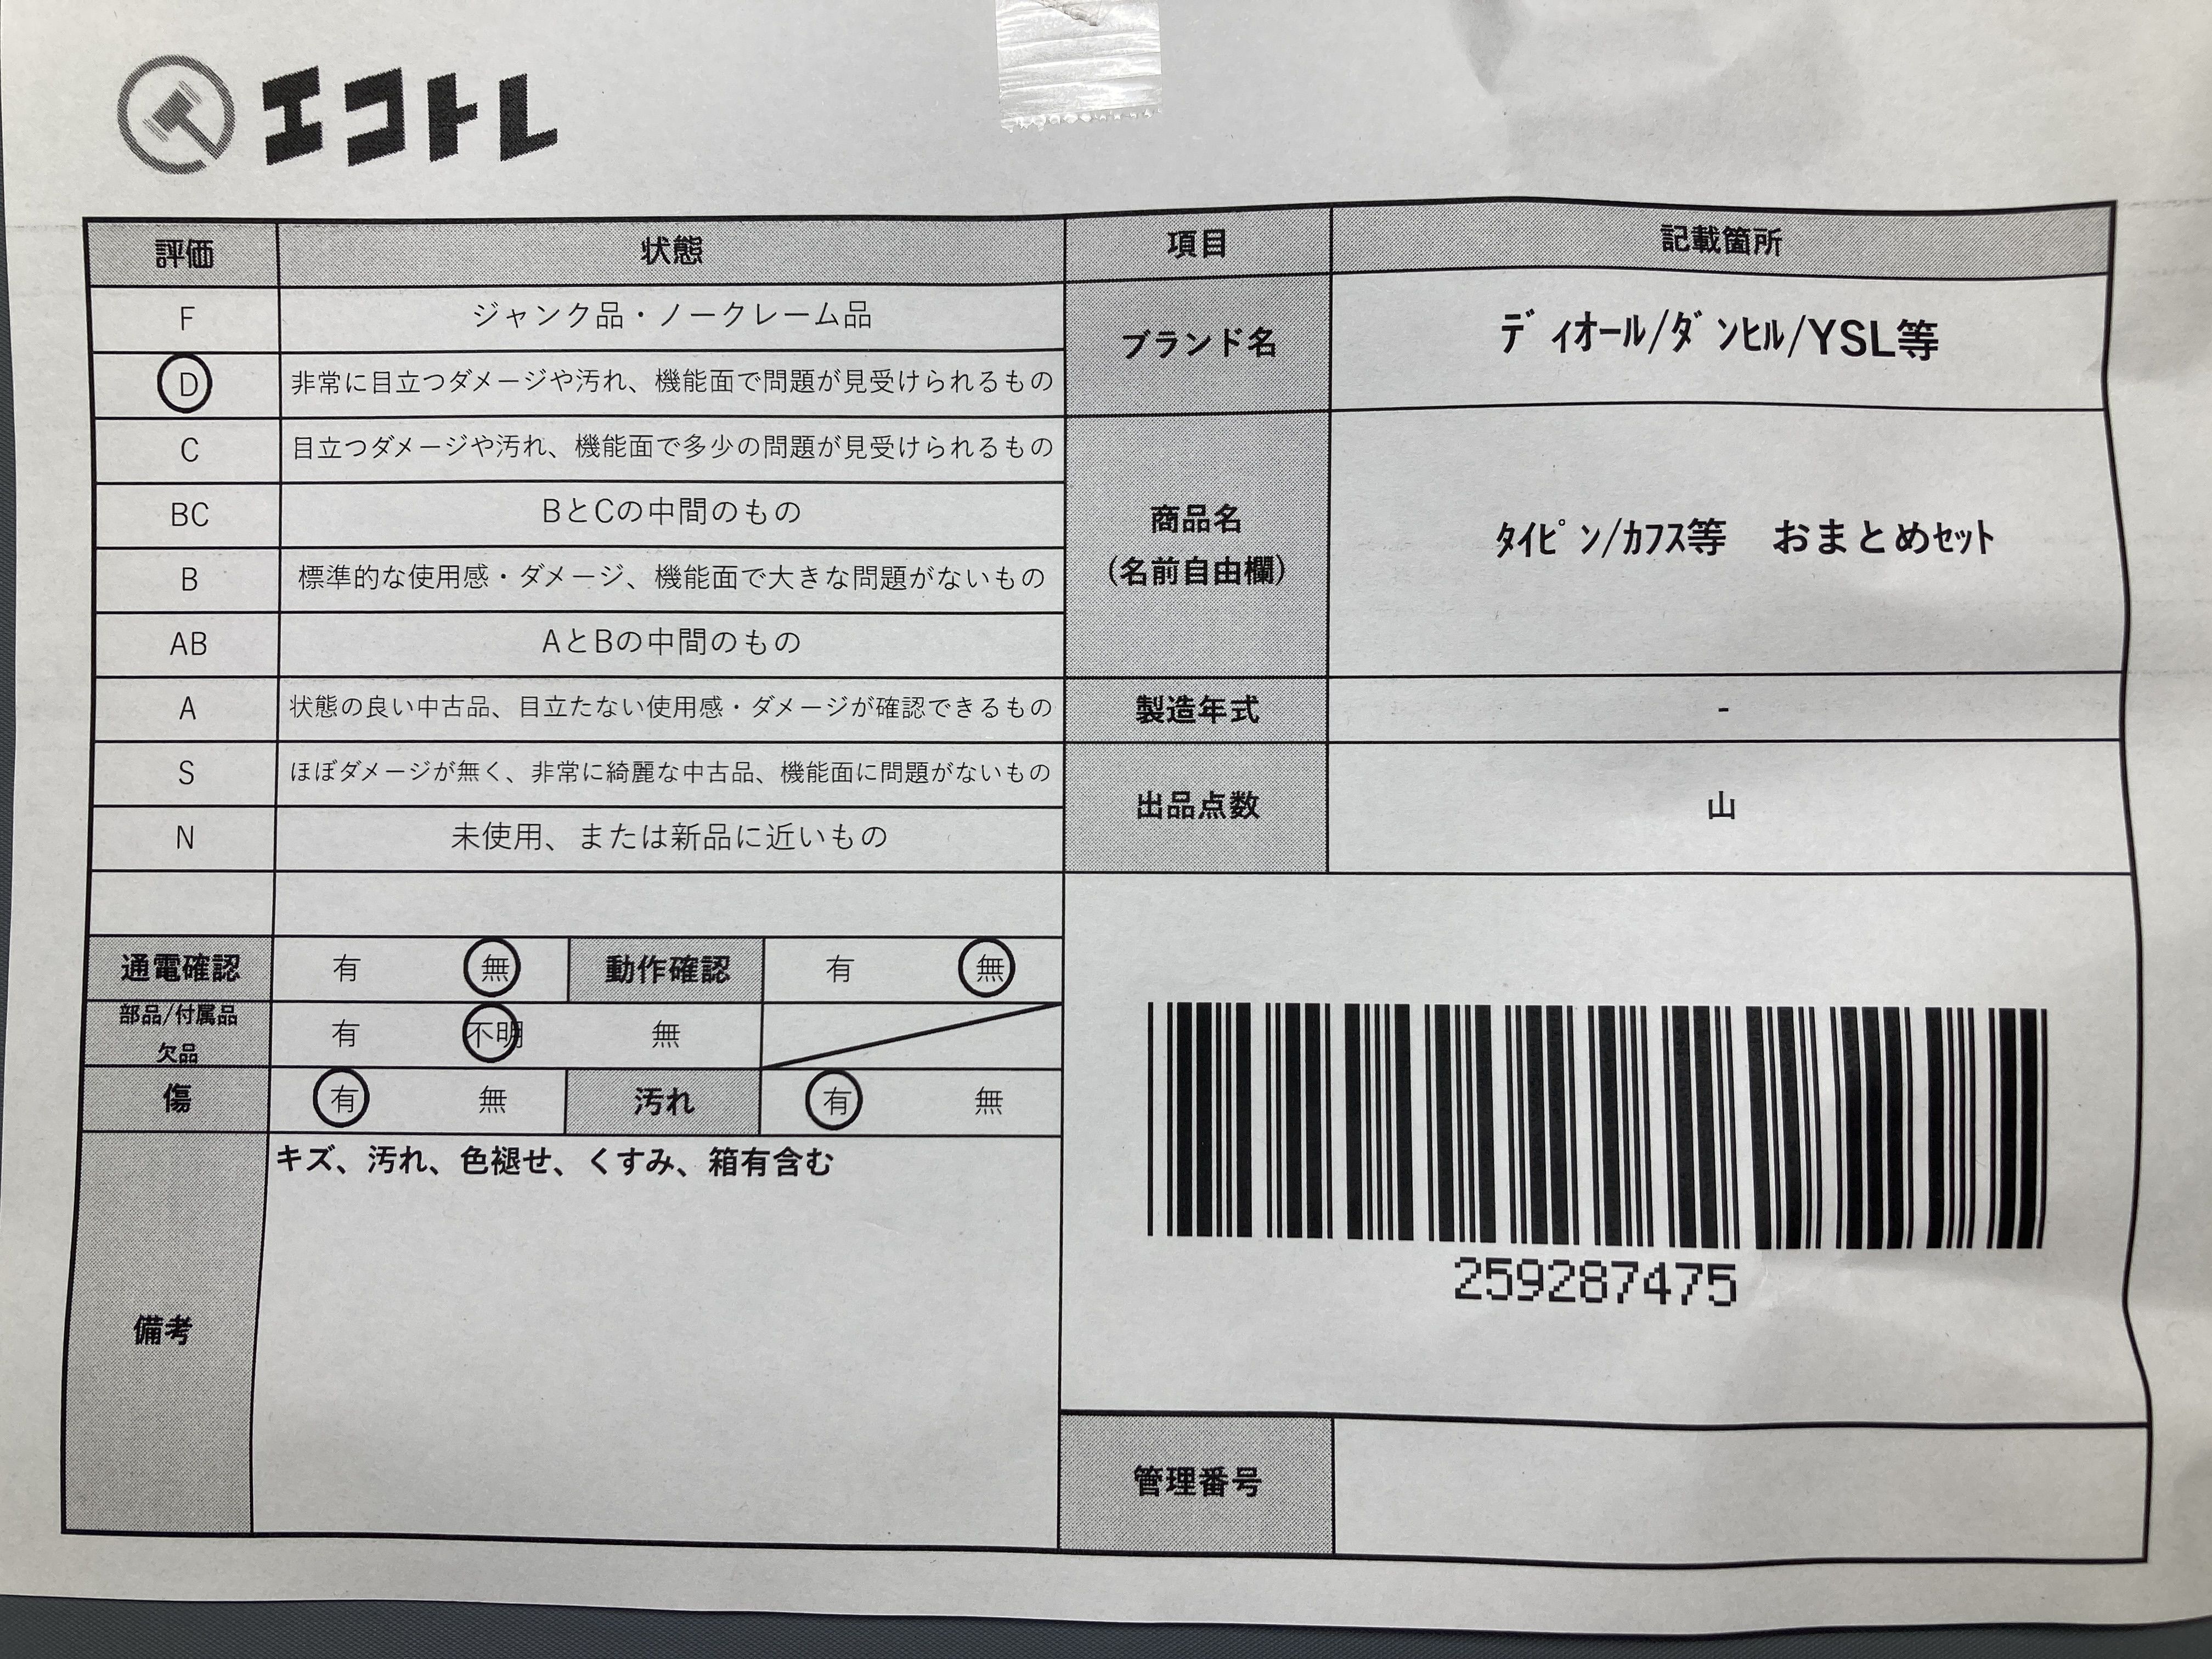 エコトレ
評価 状態 項目 記載箇所
F ジャンク品・ノークレーム品
D 非常に目立つダメージや汚れ、機能面で問題が見受けられるもの
C 目立つダメージや汚れ、機能面で多少の問題が見受けられるもの
BC BとCの中間のもの
B 標準的な使用感・ダメージ、機能面で大きな問題がないもの
AB AとBの中間のもの
A 状態の良い中古品、目立たない使用感・ダメージが確認できるもの
S ほぼダメージが無く、非常に綺麗な中古品、機能面に問題がないもの
N 未使用、または新品に近いもの
ブランド名 ﾃﾞｨオール/ﾀﾞﾝﾋﾙ/YSL等
商品名
(名前自由欄)
ﾀｲﾋﾟﾝ/ｶﾌｽ等　おまとめｾｯﾄ
製造年式 -
出品点数 山
通電確認 有 無 動作確認 有 無
部品/付属品
欠品
有 不明 無
傷 有 無 汚れ 有 無
備考 キズ、汚れ、色褪せ、くすみ、箱有含む
259287475
管理番号